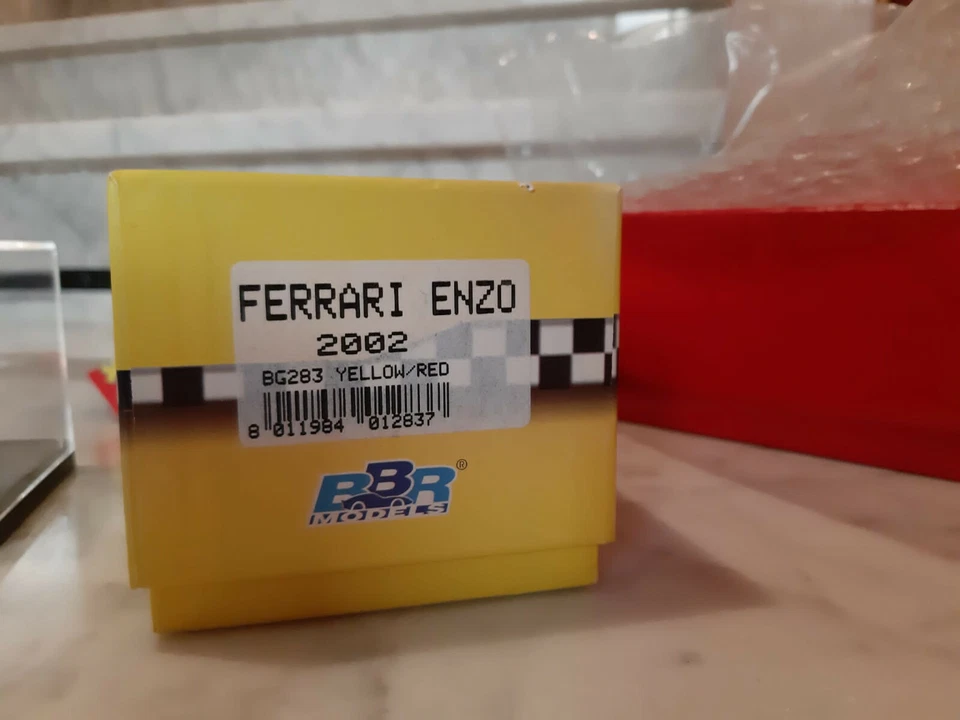 FERRARI ENZO
2002
BG283 YELLOW/RED
8 011984 012837
BBR®
MODELS